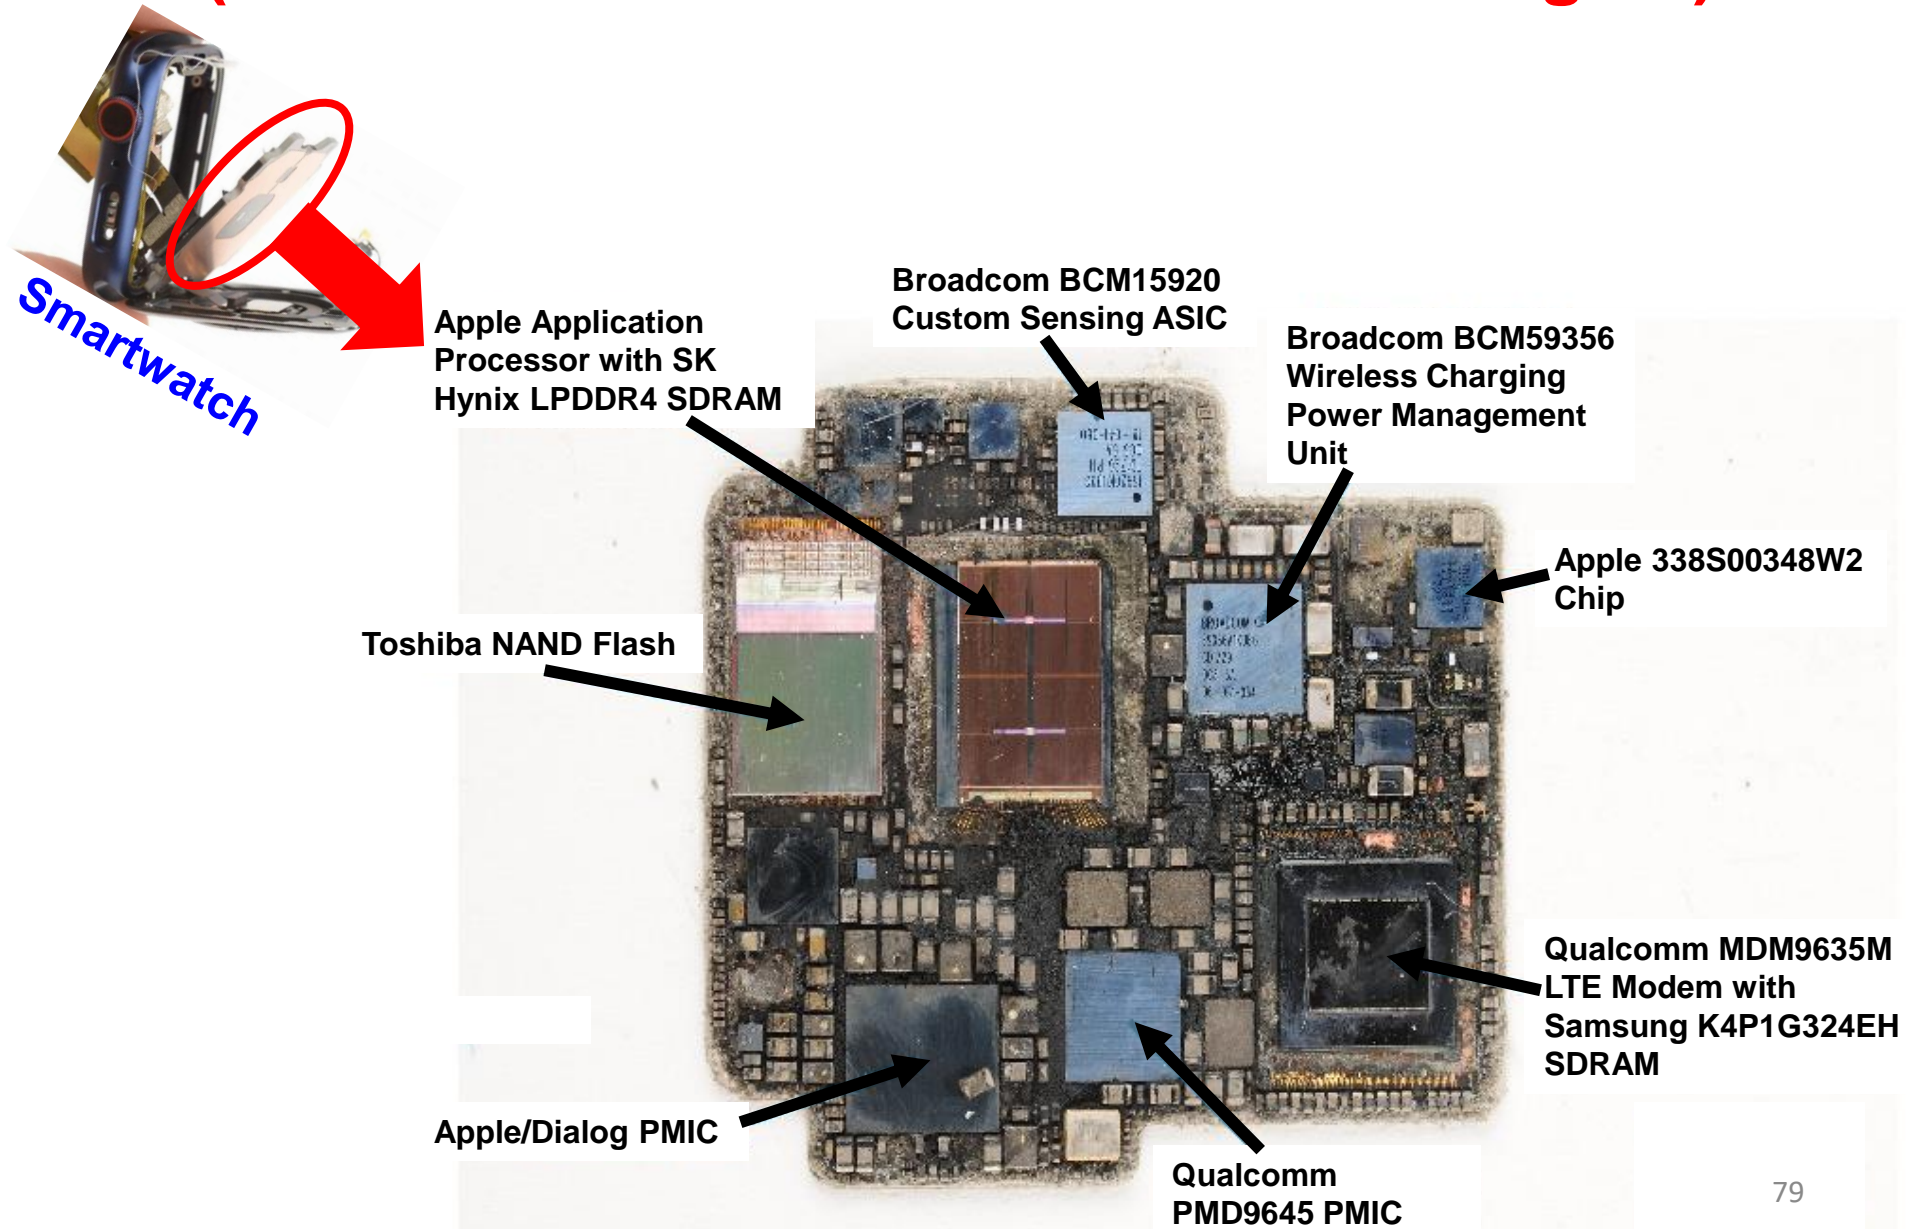 Smartwatch
Apple Application
Processor with SK
Hynix LPDDR4 SDRAM
Broadcom BCM15920
Custom Sensing ASIC
Broadcom BCM59356
Wireless Charging
Power Management
Unit
Apple 338S00348W2
Chip
Toshiba NAND Flash
Qualcomm MDM9635M
LTE Modem with
Samsung K4P1G324EH
SDRAM
Apple/Dialog PMIC
Qualcomm
PMD9645 PMIC
79